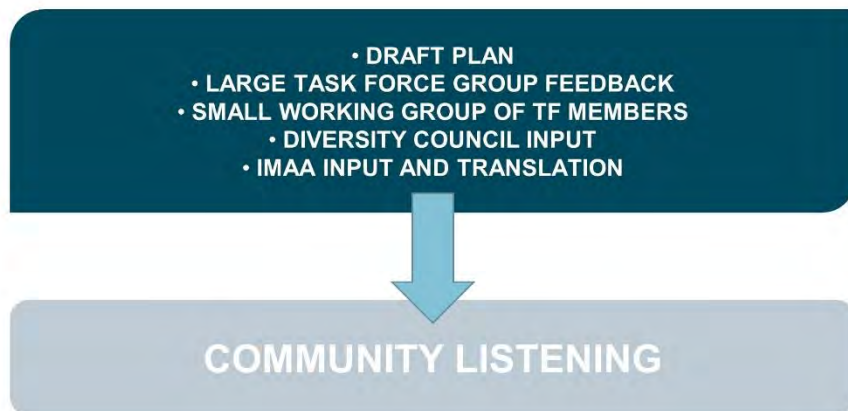 • DRAFT PLAN
• LARGE TASK FORCE GROUP FEEDBACK
• SMALL WORKING GROUP OF TF MEMBERS
• DIVERSITY COUNCIL INPUT
• IMAA INPUT AND TRANSLATION
COMMUNITY LISTENING